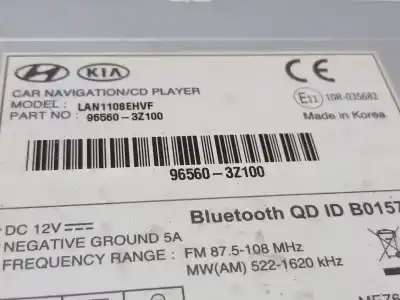 HYUNDAI KIA
CAR NAVIGATION/CD PLAYER
MODEL : LAN1108EHVF
PART NO : 96560-3Z100
CE
E11 10R-035682
Made in Korea
96560-3Z100
DC 12V
NEGATIVE GROUND 5A
FREQUENCY RANGE :
Bluetooth QD ID B0157
FM 87.5-108 MHz
MW(AM) 522-1620 kHz